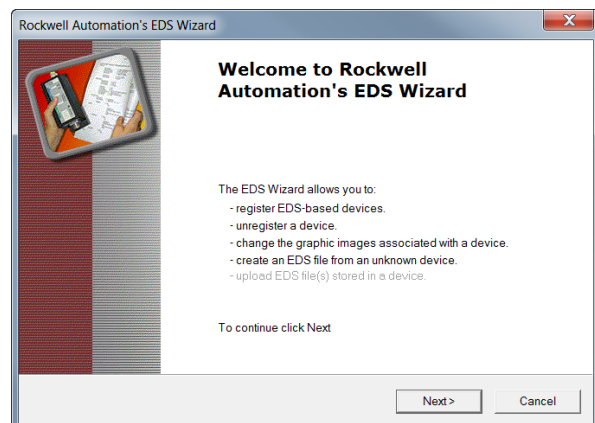 Rockwell Automation's EDS Wizard
Welcome to Rockwell
Automation's EDS Wizard
The EDS Wizard allows you to:
- register EDS-based devices.
- unregister a device.
- change the graphic images associated with a device.
- create an EDS file from an unknown device.
- upload EDS file(s) stored in a device.
To continue click Next
Next >
Cancel